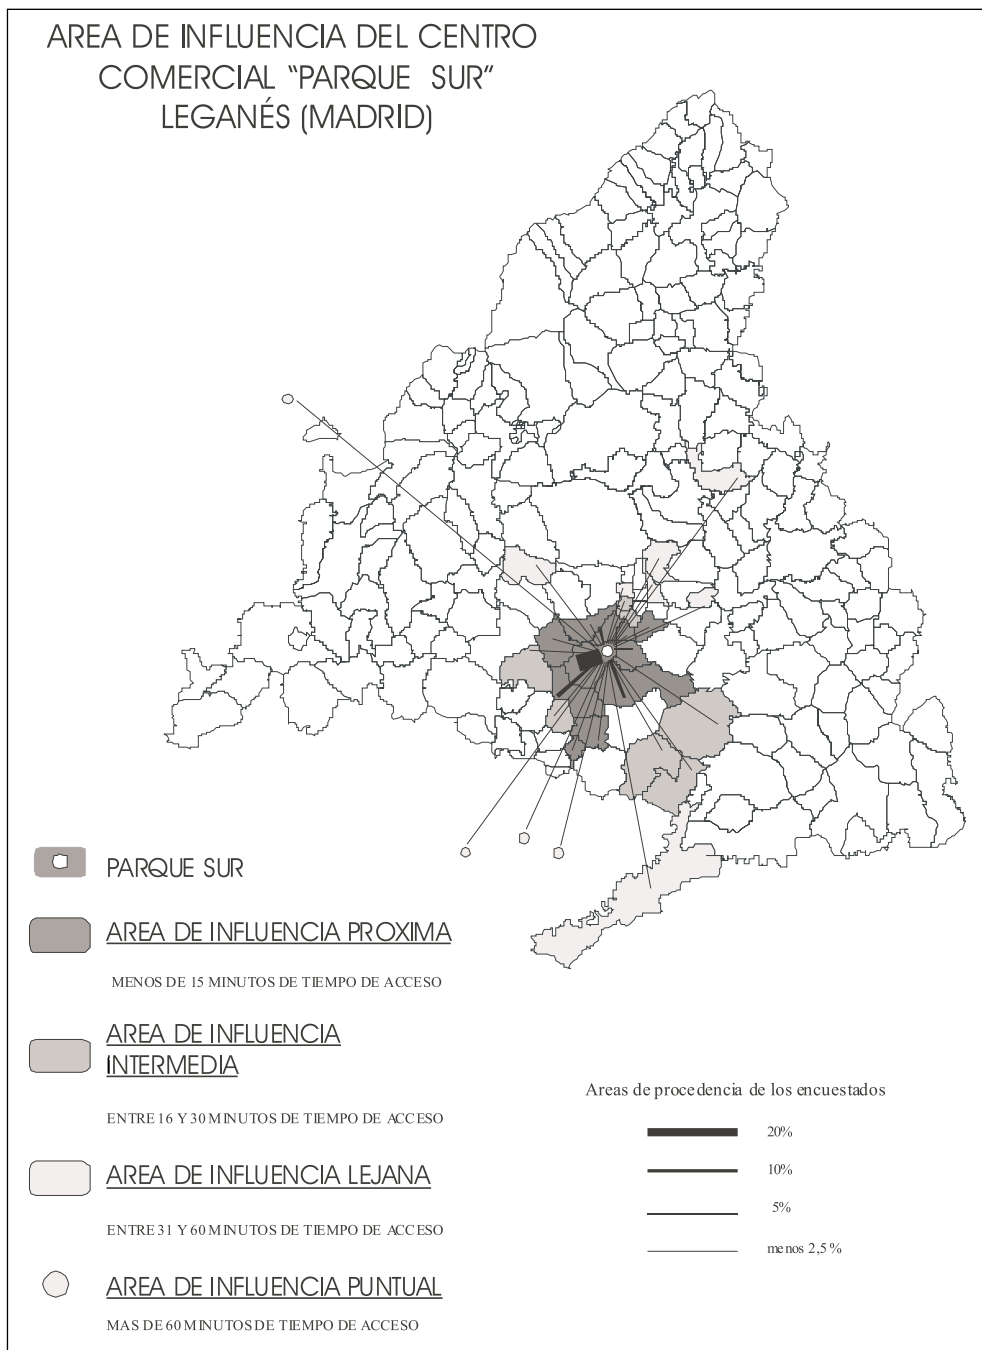 AREA DE INFLUENCIA DEL CENTRO
COMERCIAL “PARQUE SUR”
LEGANÉS (MADRID)
PARQUE SUR
AREA DE INFLUENCIA PROXIMA
MENOS DE 15 MINUTOS DE TIEMPO DE ACCESO
AREA DE INFLUENCIA
INTERMEDIA
ENTRE 16 Y 30 MINUTOS DE TIEMPO DE ACCESO
AREA DE INFLUENCIA LEJANA
ENTRE 31 Y 60 MINUTOS DE TIEMPO DE ACCESO
AREA DE INFLUENCIA PUNTUAL
MAS DE 60 MINUTOS DE TIEMPO DE ACCESO
Areas de procedencia de los encuestados
20%
10%
5%
menos 2,5%